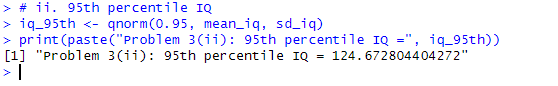 > # ii. 95th percentile IQ
> iq_95th <- qnorm(0.95, mean_iq, sd_iq)
> print(paste("Problem 3(ii): 95th percentile IQ =", iq_95th))
[1] "Problem 3(ii): 95th percentile IQ = 124.672804404272"
>